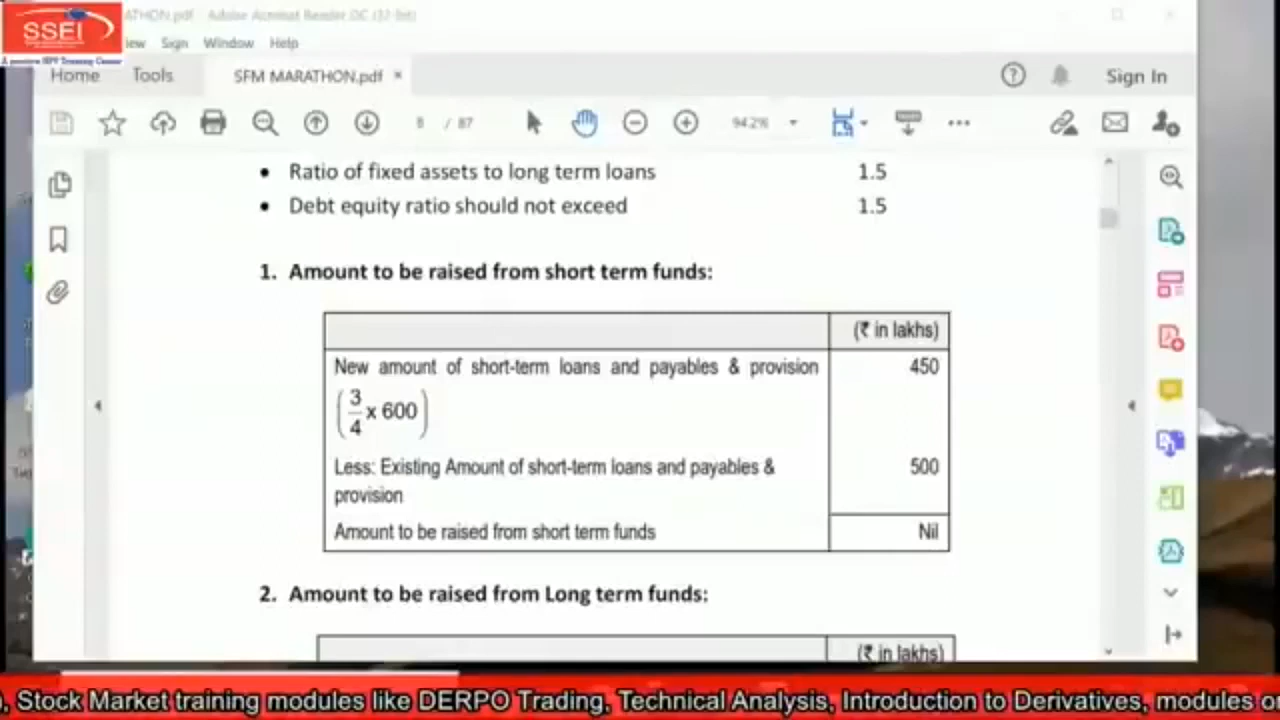 SSEI
ATHON.pdf - Adobe Acrobat Reader DC (32-bit)
iew Sign Window Help
Home Tools SFM MARATHON.pdf × Sign In
8 / 87 94.2%
• Ratio of fixed assets to long term loans 1.5
• Debt equity ratio should not exceed 1.5
1. Amount to be raised from short term funds:
(₹ in lakhs)
New amount of short-term loans and payables & provision 450
(3/4 x 600)
Less: Existing Amount of short-term loans and payables & 500
provision
Amount to be raised from short term funds Nil
2. Amount to be raised from Long term funds:
(₹ in lakhs)
, Stock Market training modules like DERPO Trading, Technical Analysis, Introduction to Derivatives, modules o